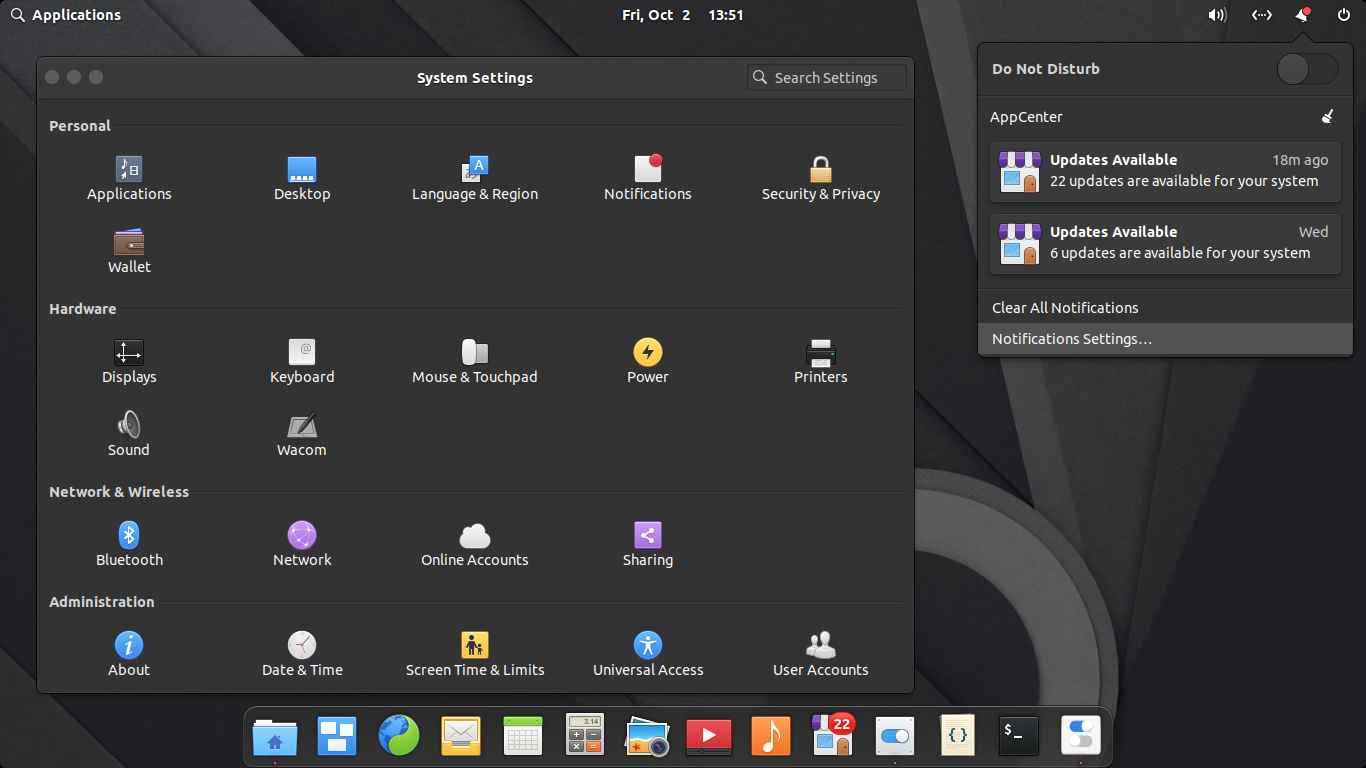 Applications
Fri, Oct 2 13:51
System Settings
Search Settings
Personal
Applications
Desktop
Language & Region
Notifications
Security & Privacy
Wallet
Hardware
Displays
Keyboard
Mouse & Touchpad
Power
Printers
Sound
Wacom
Network & Wireless
Bluetooth
Network
Online Accounts
Sharing
Administration
About
Date & Time
Screen Time & Limits
Universal Access
User Accounts
Do Not Disturb
AppCenter
Updates Available 18m ago
22 updates are available for your system
Updates Available Wed
6 updates are available for your system
Clear All Notifications
Notifications Settings…
3.14
22
{}
$_